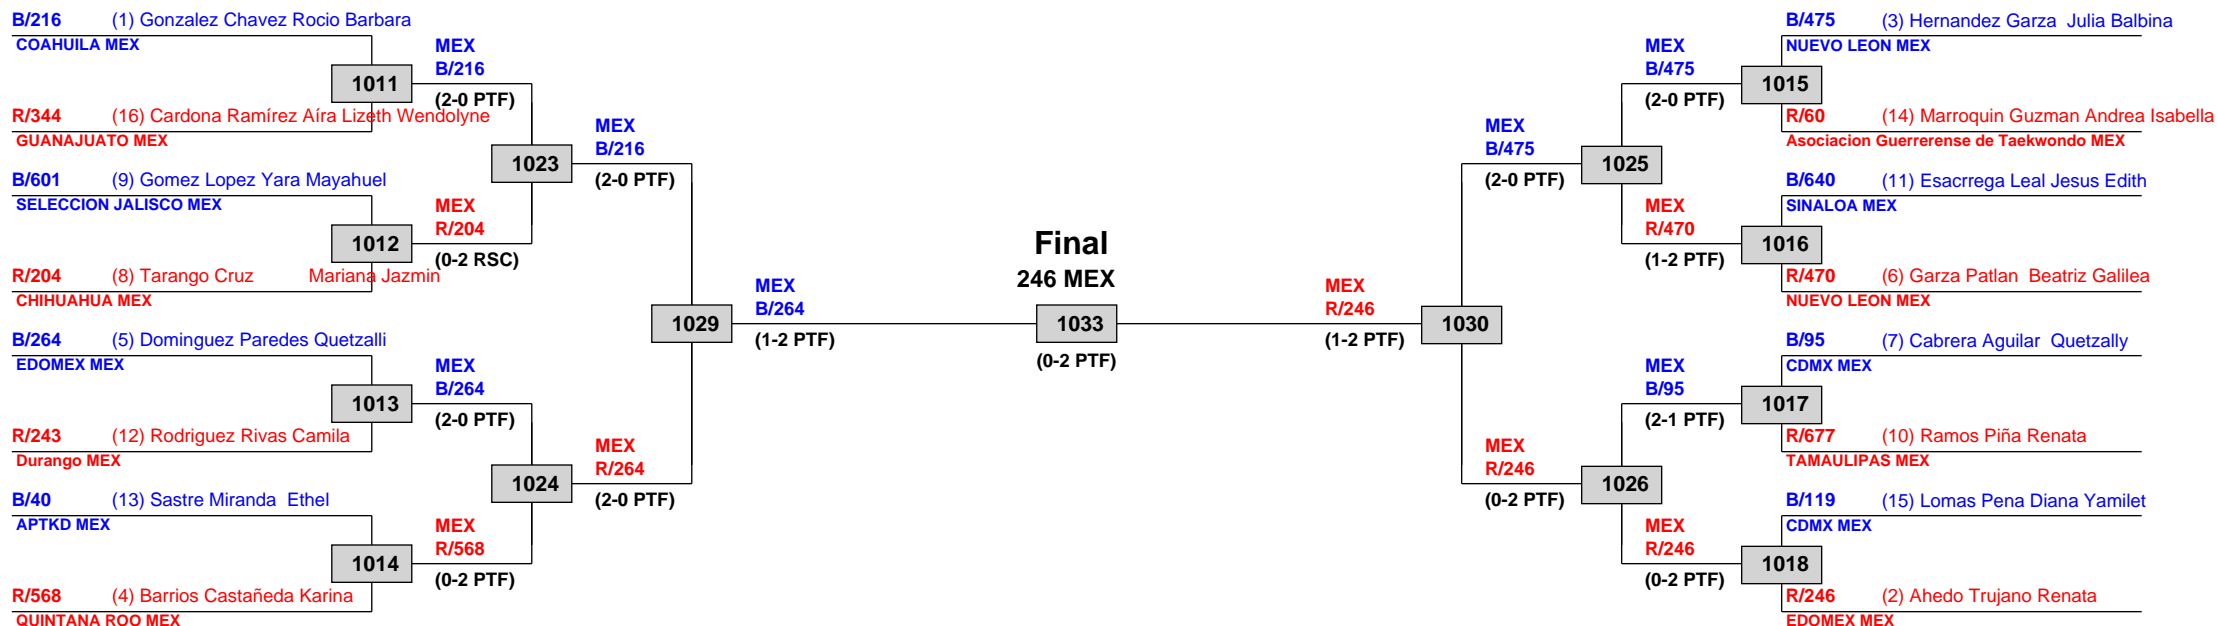 B/216 (1) Gonzalez Chavez Rocio Barbara
COAHUILA MEX
MEX
B/216
1011
(2-0 PTF)
R/344 (16) Cardona Ramírez Aíra Lizeth Wendolyne
GUANAJUATO MEX
MEX
B/216
1023
(2-0 PTF)
B/601 (9) Gomez Lopez Yara Mayahuel
SELECCION JALISCO MEX
MEX
R/204
1012
(0-2 RSC)
R/204 (8) Tarango Cruz Mariana Jazmin
CHIHUAHUA MEX
MEX
B/264
1029
(1-2 PTF)
B/264 (5) Dominguez Paredes Quetzalli
EDOMEX MEX
MEX
B/264
1013
(2-0 PTF)
R/243 (12) Rodriguez Rivas Camila
Durango MEX
MEX
R/264
1024
(2-0 PTF)
B/40 (13) Sastre Miranda Ethel
APTKD MEX
MEX
R/568
1014
(0-2 PTF)
R/568 (4) Barrios Castañeda Karina
QUINTANA ROO MEX
Final
246 MEX
1033
(0-2 PTF)
B/475 (3) Hernandez Garza Julia Balbina
NUEVO LEON MEX
MEX
B/475
1015
(2-0 PTF)
R/60 (14) Marroquin Guzman Andrea Isabella
Asociacion Guerrerense de Taekwondo MEX
MEX
B/475
1025
(2-0 PTF)
B/640 (11) Esacrrega Leal Jesus Edith
SINALOA MEX
MEX
R/470
1016
(1-2 PTF)
R/470 (6) Garza Patlan Beatriz Galilea
NUEVO LEON MEX
MEX
R/246
1030
(1-2 PTF)
B/95 (7) Cabrera Aguilar Quetzally
CDMX MEX
MEX
B/95
1017
(2-1 PTF)
R/677 (10) Ramos Piña Renata
TAMAULIPAS MEX
MEX
R/246
1026
(0-2 PTF)
B/119 (15) Lomas Pena Diana Yamilet
CDMX MEX
MEX
R/246
1018
(0-2 PTF)
R/246 (2) Ahedo Trujano Renata
EDOMEX MEX